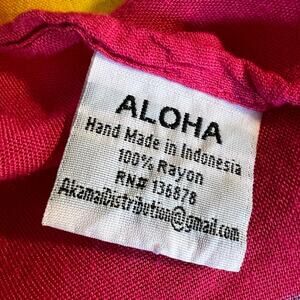 ALOHA
Hand Made in Indonesia
100% Rayon
RN# 136878
AkamaiDistribution@gmail.com